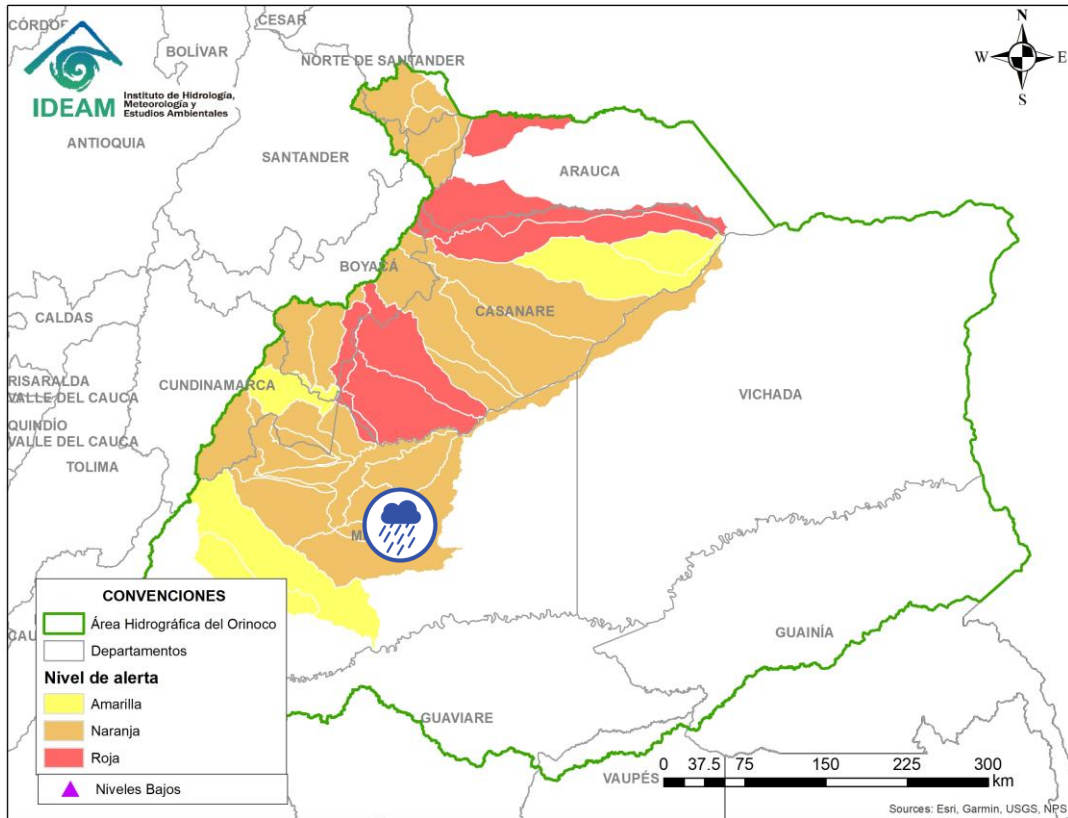 CÓRDO
CESAR
BOLÍVAR
NORTE DE SANTANDER
N
W
E
S
IDEAM
Instituto de Hidrología,
Meteorología y
Estudios Ambientales
ANTIOQUIA
SANTANDER
ARAUCA
BOYACÁ
CASANARE
CALDAS
CUNDINAMARCA
RISARALDA
VALLE DEL CAUCA
VICHADA
QUINDÍO
VALLE DEL CAUCA
TOLIMA
CONVENCIONES
Área Hidrográfica del Orinoco
Departamentos
Nivel de alerta
Amarilla
Naranja
Roja
Niveles Bajos
CAU
GUAINÍA
GUAVIARE
VAUPÉS
0 37.5 75 150 225 300
km
Sources: Esri, Garmin, USGS, NPS